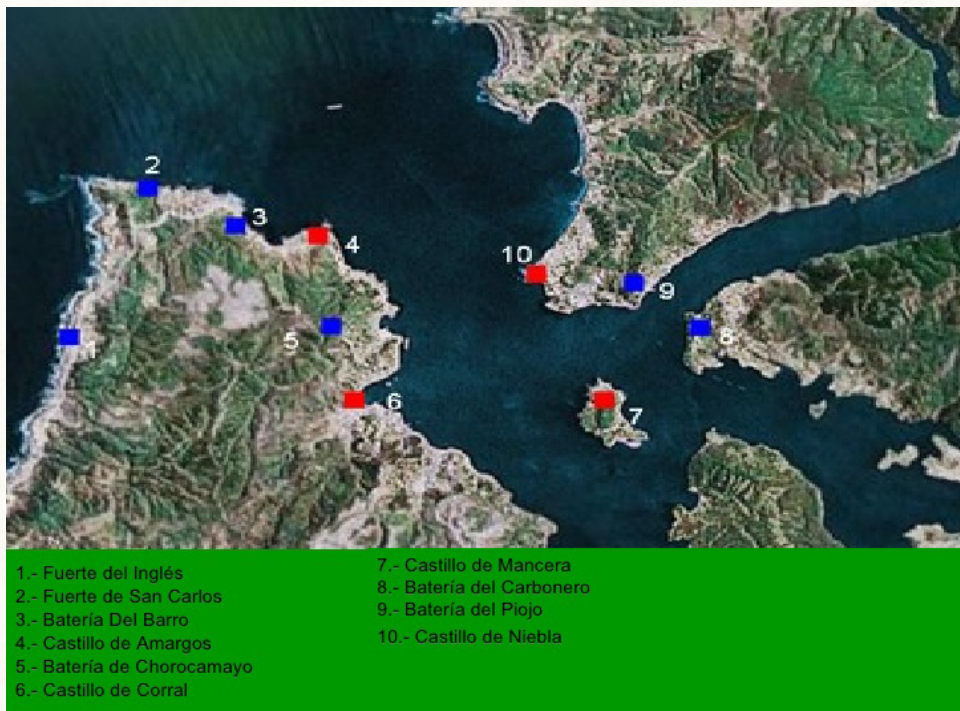 2
3
4
10
9
5
8
1
6
7
1.- Fuerte del Inglés
2.- Fuerte de San Carlos
3.- Batería Del Barro
4.- Castillo de Amargos
5.- Batería de Chorocamayo
6.- Castillo de Corral
7.- Castillo de Mancera
8.- Batería del Carbonero
9.- Batería del Piojo
10.- Castillo de Niebla